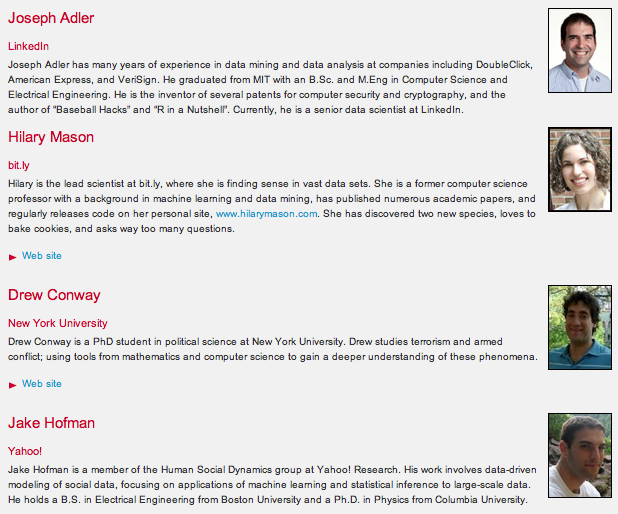 Joseph Adler
LinkedIn
Joseph Adler has many years of experience in data mining and data analysis at companies including DoubleClick,
American Express, and VeriSign. He graduated from MIT with an B.Sc. and M.Eng in Computer Science and
Electrical Engineering. He is the inventor of several patents for computer security and cryptography, and the
author of "Baseball Hacks" and "R in a Nutshell". Currently, he is a senior data scientist at LinkedIn.
Hilary Mason
bit.ly
Hilary is the lead scientist at bit.ly, where she is finding sense in vast data sets. She is a former computer science
professor with a background in machine learning and data mining, has published numerous academic papers, and
regularly releases code on her personal site, www.hilarymason.com. She has discovered two new species, loves to
bake cookies, and asks way too many questions.
Web site
Drew Conway
New York University
Drew Conway is a PhD student in political science at New York University. Drew studies terrorism and armed
conflict; using tools from mathematics and computer science to gain a deeper understanding of these phenomena.
Web site
Jake Hofman
Yahoo!
Jake Hofman is a member of the Human Social Dynamics group at Yahoo! Research. His work involves data-driven
modeling of social data, focusing on applications of machine learning and statistical inference to large-scale data.
He holds a B.S. in Electrical Engineering from Boston University and a Ph.D. in Physics from Columbia University.